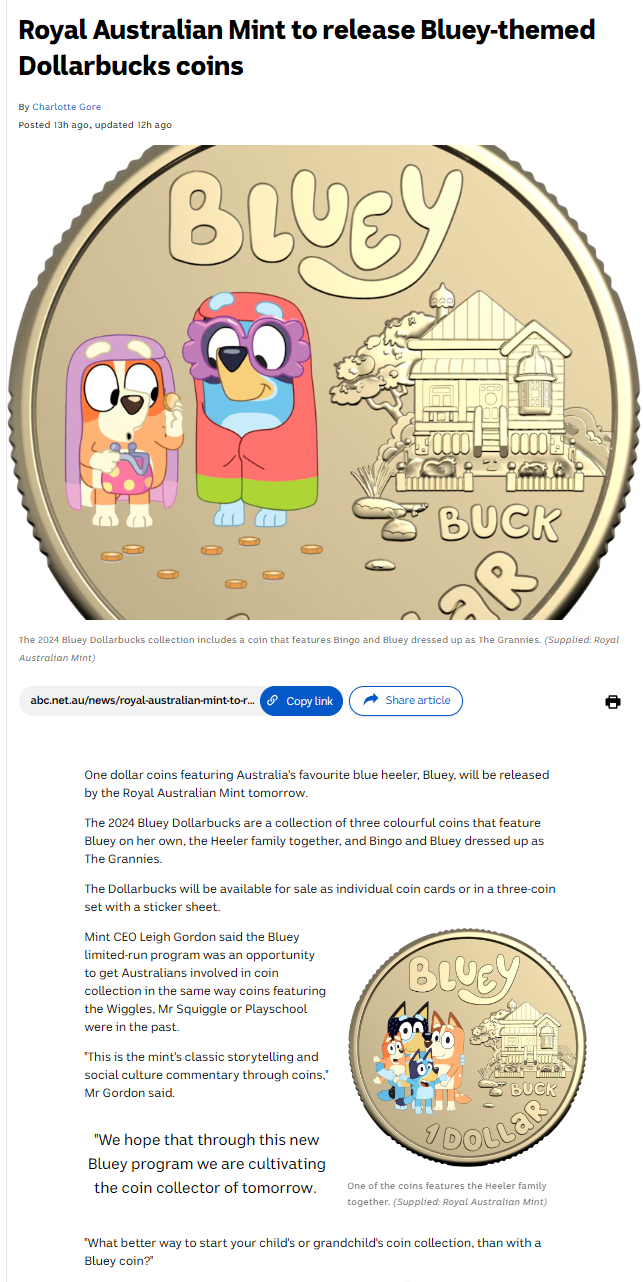 Royal Australian Mint to release Bluey-themed
Dollarbucks coins
By Charlotte Gore
Posted 13h ago, updated 12h ago
BLUEY
BUCK
LAR
The 2024 Bluey Dollarbucks collection includes a coin that features Bingo and Bluey dressed up as The Grannies. (Supplied: Royal
Australian Mint)
abc.net.au/news/royal-australian-mint-to-r...
Copy link
Share article
One dollar coins featuring Australia's favourite blue heeler, Bluey, will be released
by the Royal Australian Mint tomorrow.
The 2024 Bluey Dollarbucks are a collection of three colourful coins that feature
Bluey on her own, the Heeler family together, and Bingo and Bluey dressed up as
The Grannies.
The Dollarbucks will be available for sale as individual coin cards or in a three-coin
set with a sticker sheet.
Mint CEO Leigh Gordon said the Bluey
limited-run program was an opportunity
to get Australians involved in coin
collection in the same way coins featuring
the Wiggles, Mr Squiggle or Playschool
were in the past.
"This is the mint's classic storytelling and
social culture commentary through coins,"
Mr Gordon said.
"We hope that through this new
Bluey program we are cultivating
the coin collector of tomorrow.
BLUEY
BUCK
1 DOLLAR
One of the coins features the Heeler family
together. (Supplied: Royal Australian Mint)
"What better way to start your child's or grandchild's coin collection, than with a
Bluey coin?"